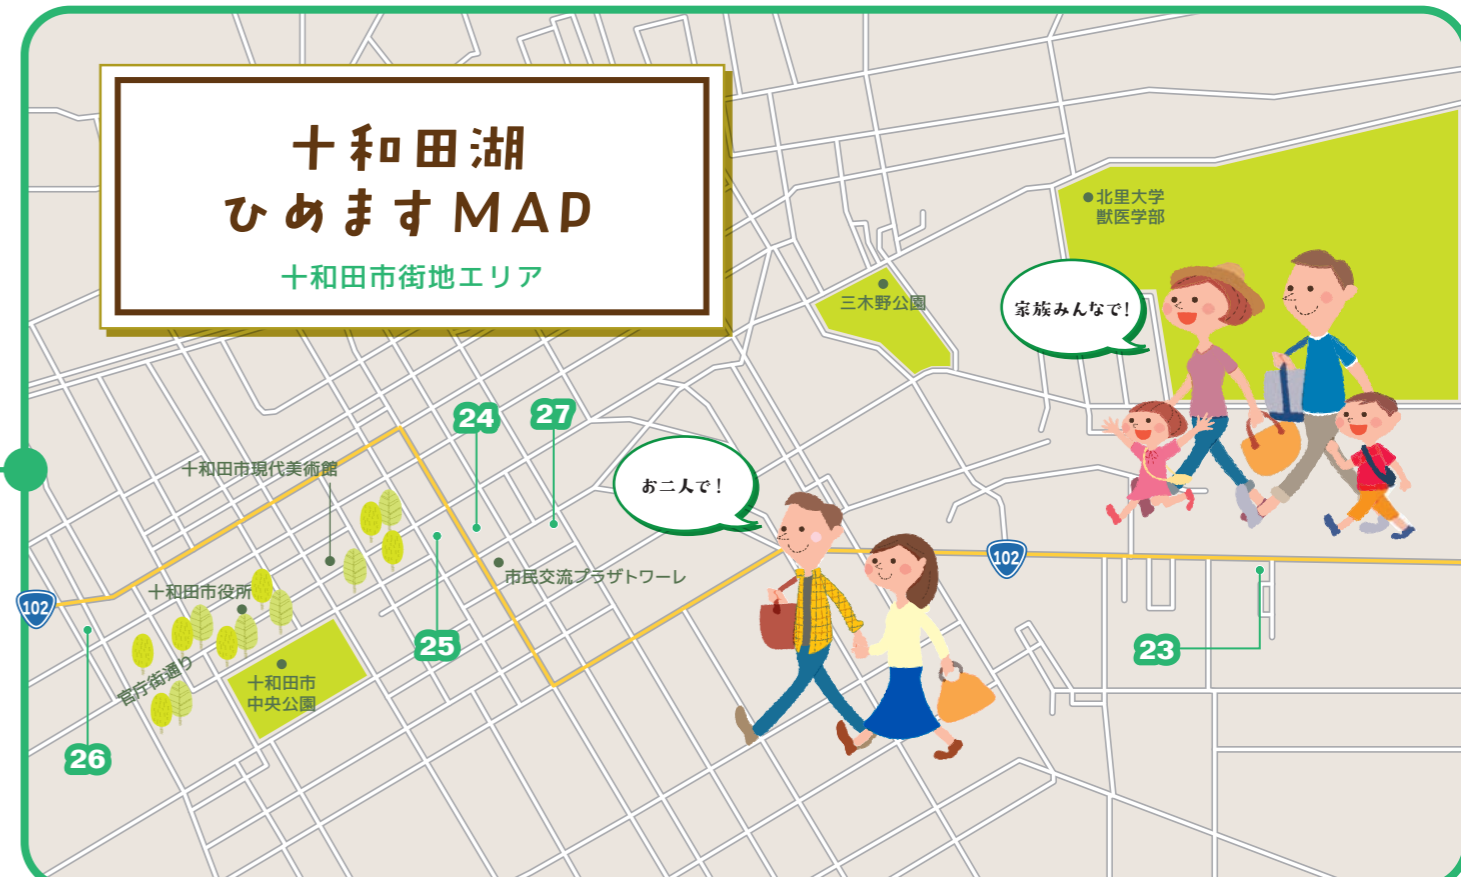 十和田湖
ひめますMAP
十和田市街地エリア
北里大学
獣医学部
三木野公園
家族みんなで!
24
27
十和田市現代美術館
お二人で!
102
市民交流プラザトワーレ
十和田市役所
102
25
23
官庁街通り
十和田市
中央公園
26